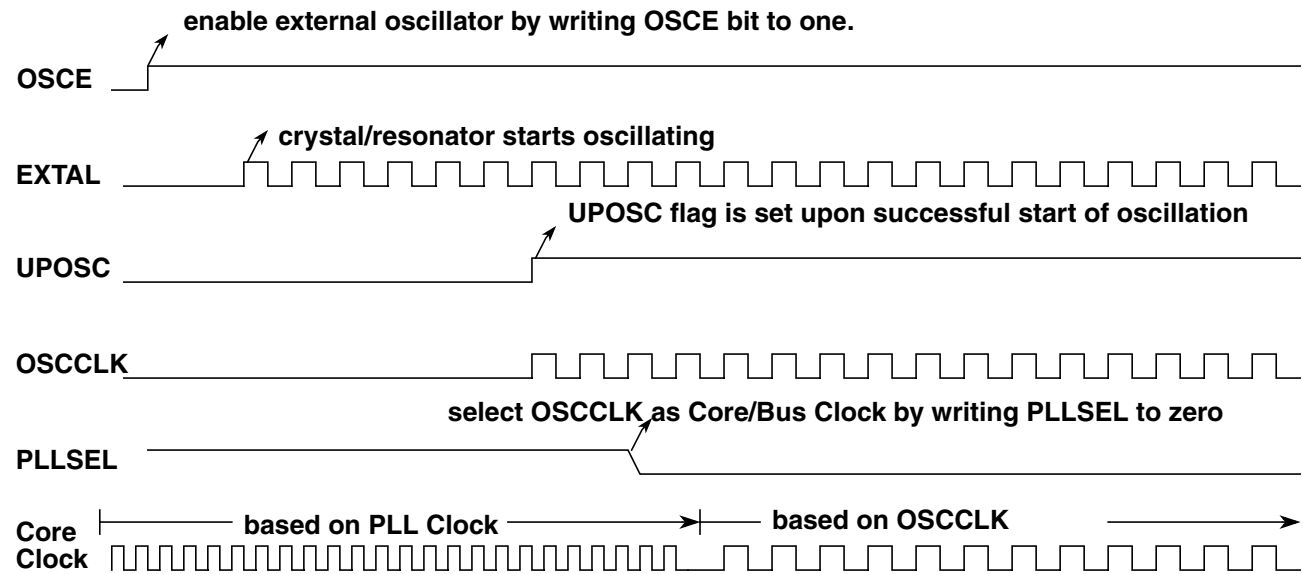 enable external oscillator by writing OSCE bit to one.
OSCE
crystal/resonator starts oscillating
EXTAL
UPOSC flag is set upon successful start of oscillation
UPOSC
OSCCLK
select OSCCLK as Core/Bus Clock by writing PLLSEL to zero
PLLSEL
based on PLL Clock
based on OSCCLK
Core
Clock